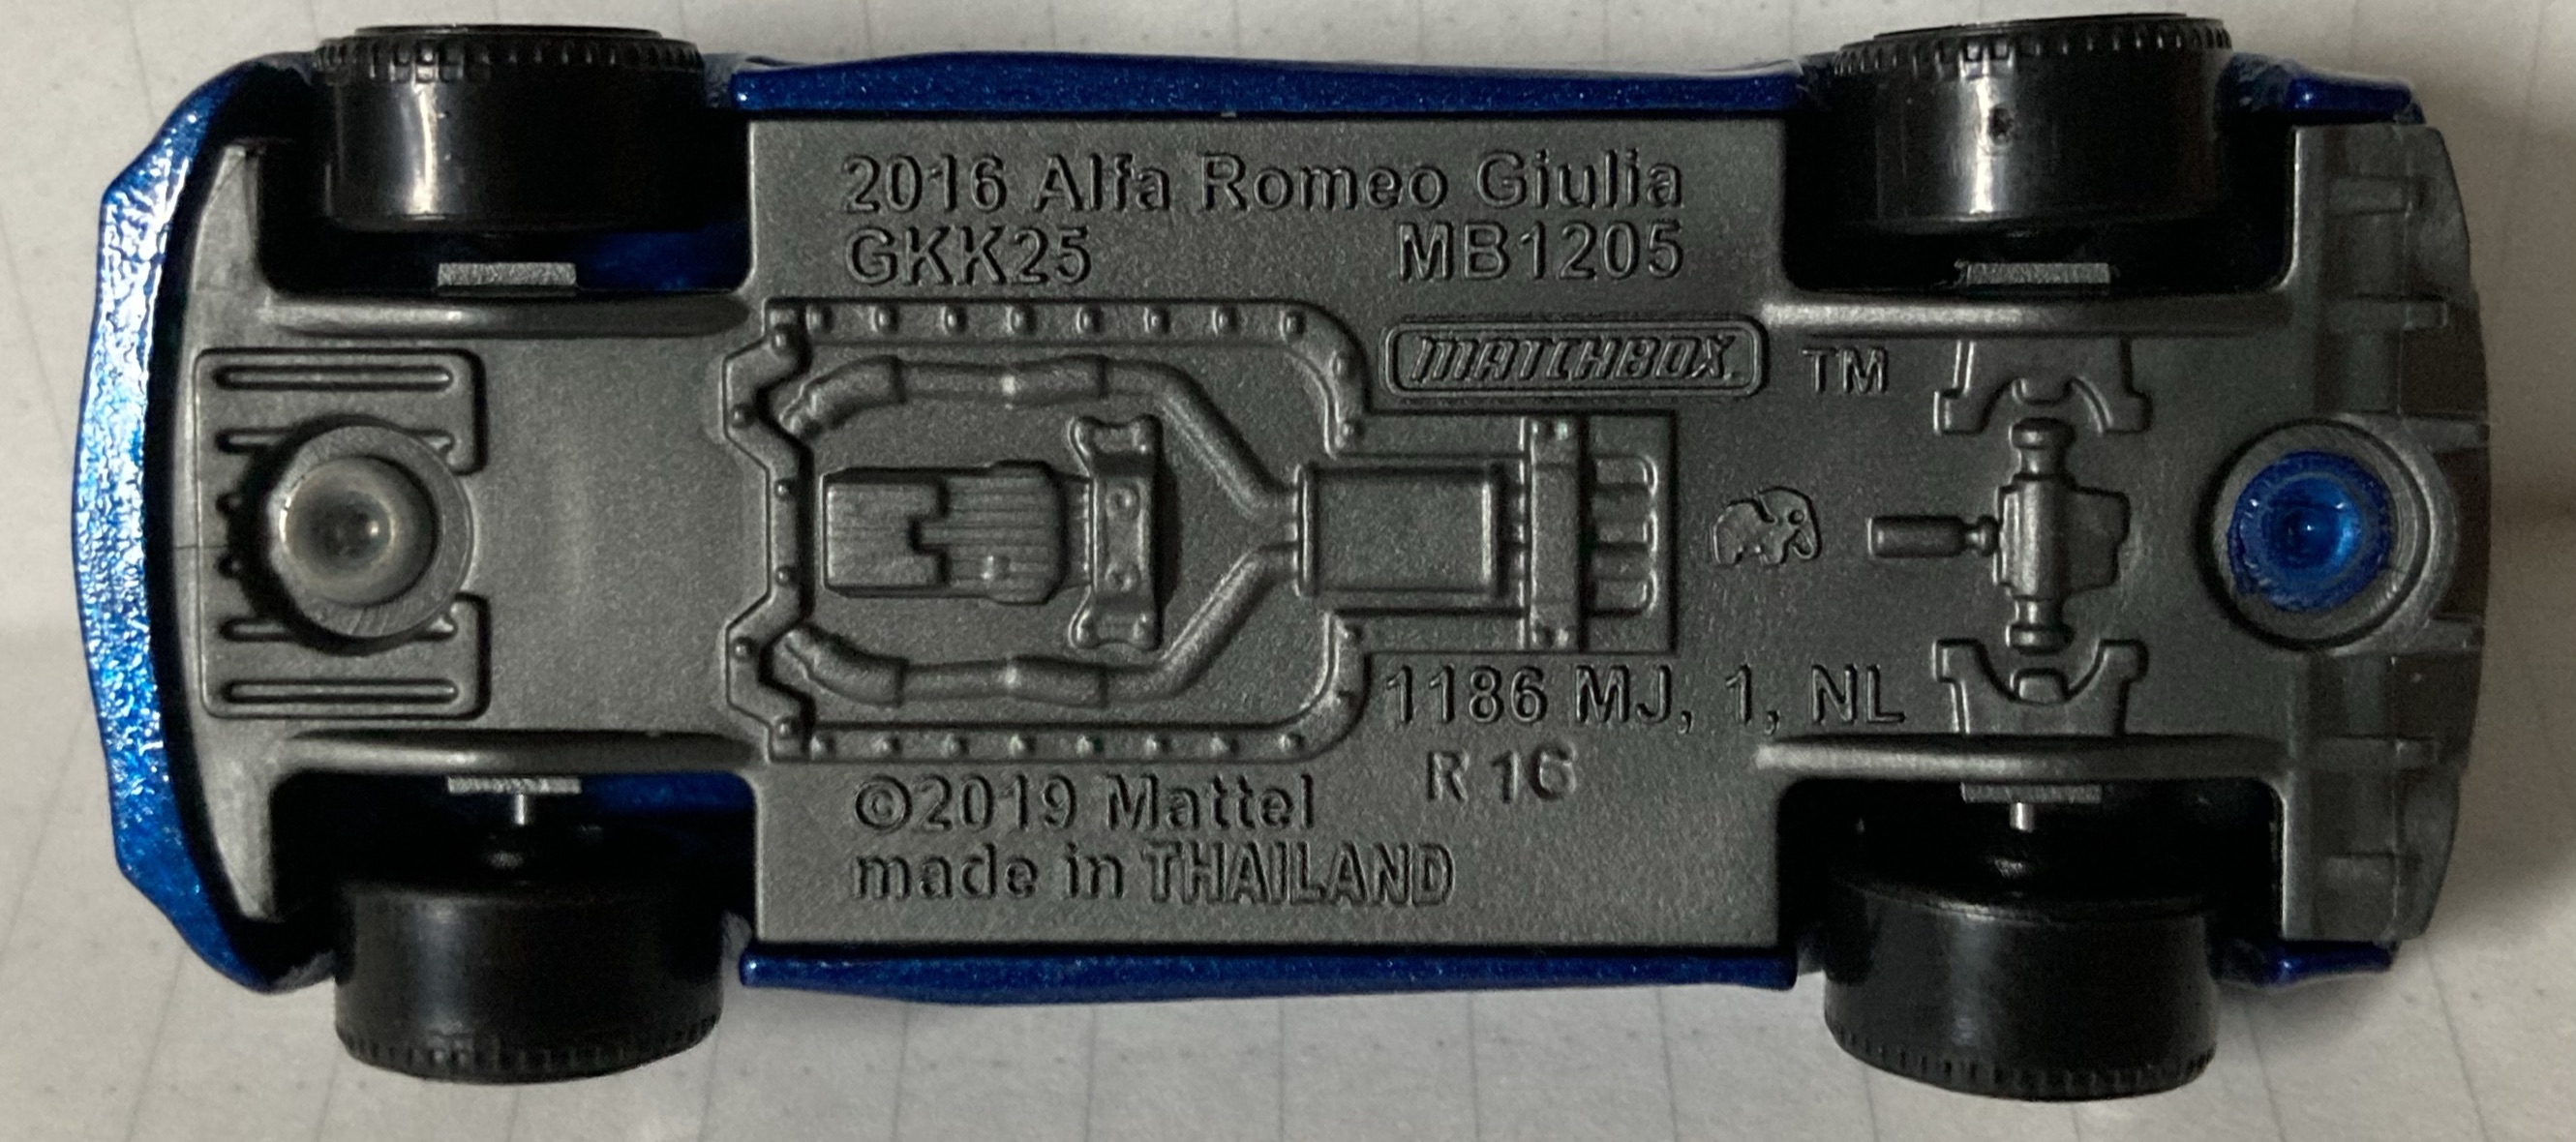 2016 Alfa Romeo Giulia
GKK25 MB1205
MATCHBOX TM
1186 MJ, 1, NL
R 16
©2019 Mattel
made in THAILAND